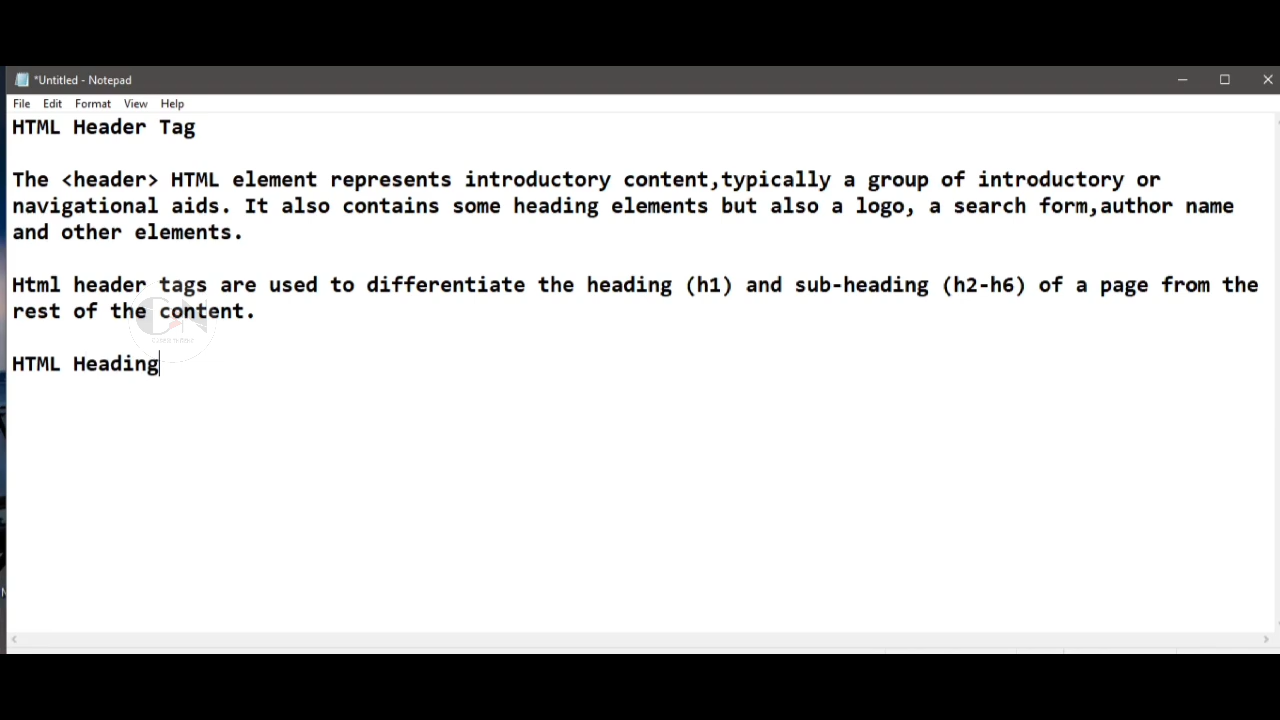 *Untitled - Notepad
File Edit Format View Help
HTML Header Tag
The <header> HTML element represents introductory content,typically a group of introductory or
navigational aids. It also contains some heading elements but also a logo, a search form,author name
and other elements.
Html header tags are used to differentiate the heading (h1) and sub-heading (h2-h6) of a page from the
rest of the content.
HTML Heading